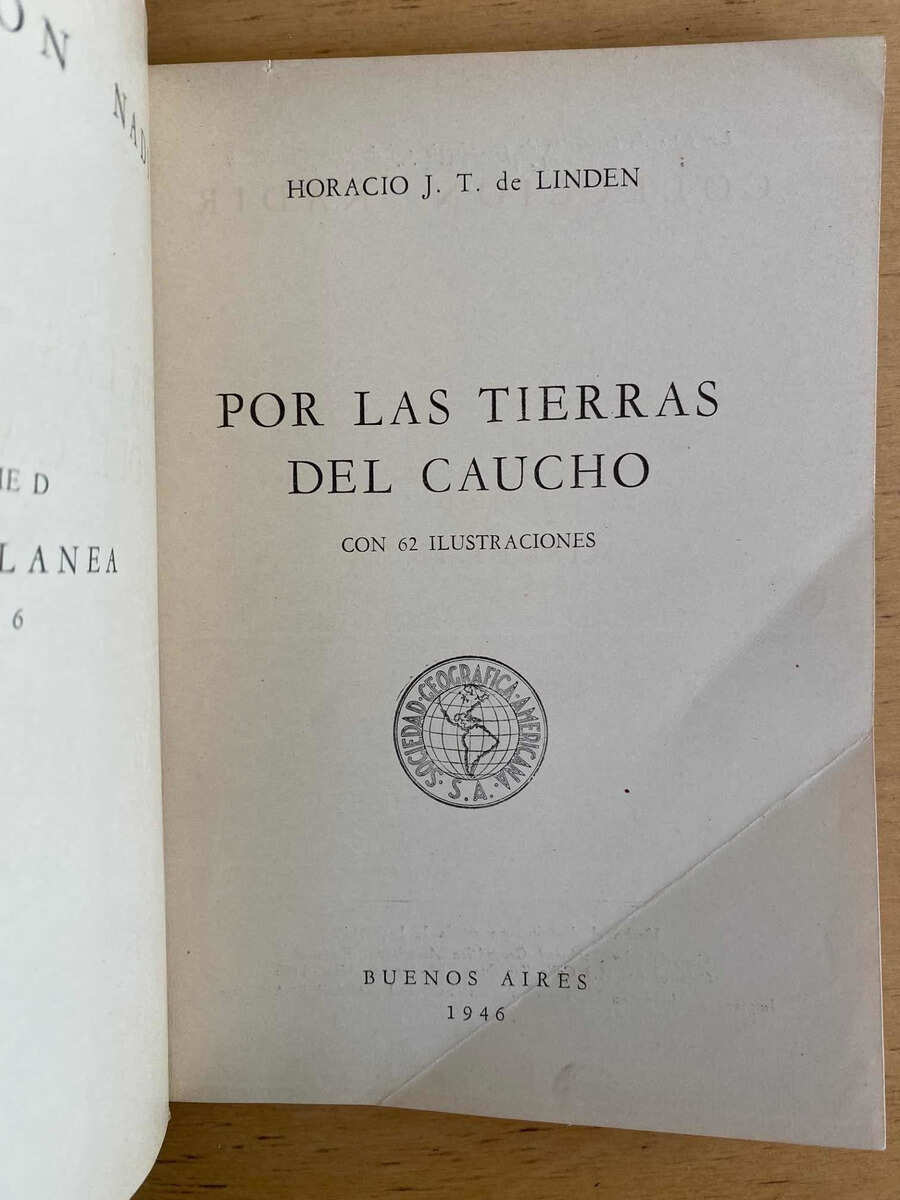 ON
NAD
IE D
LANEA
6
HORACIO J. T. de LINDEN
POR LAS TIERRAS
DEL CAUCHO
CON 62 ILUSTRACIONES
SOCIEDAD·GEOGRAFICA·AMERICANA·
S.A.
BUENOS AIRES
1946